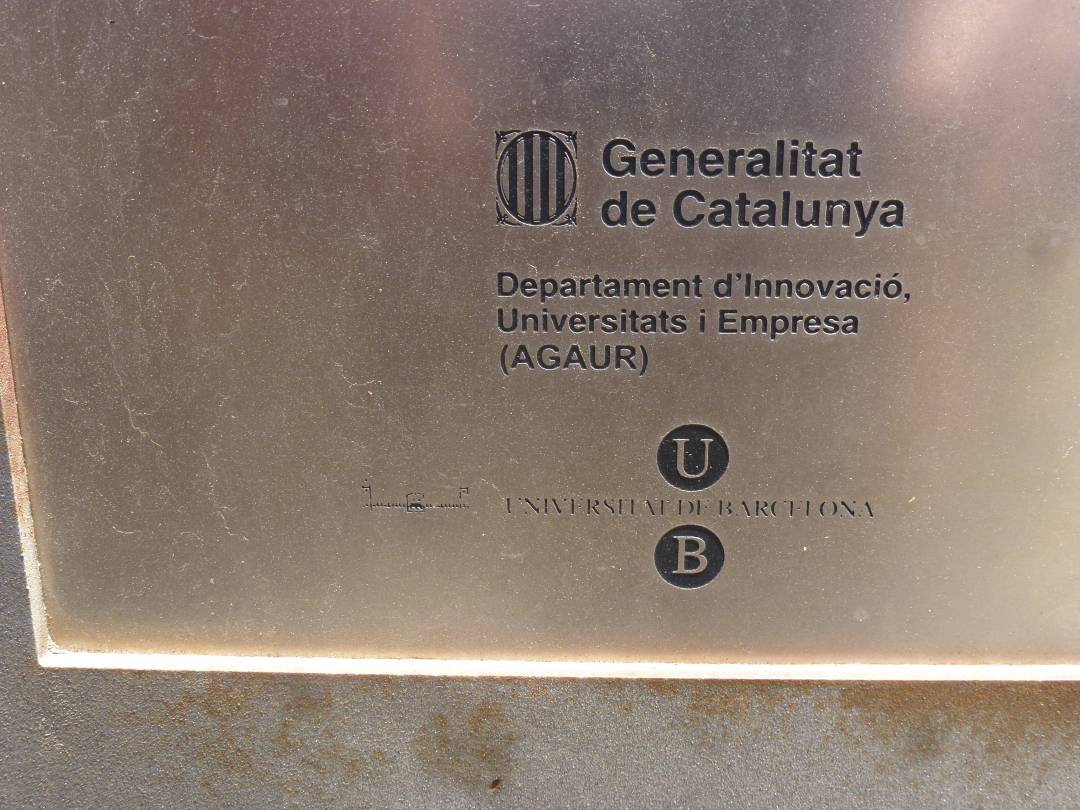 Generalitat
de Catalunya
Departament d'Innovació,
Universitats i Empresa
(AGAUR)
U
UNIVERSITAT DE BARCELONA
B